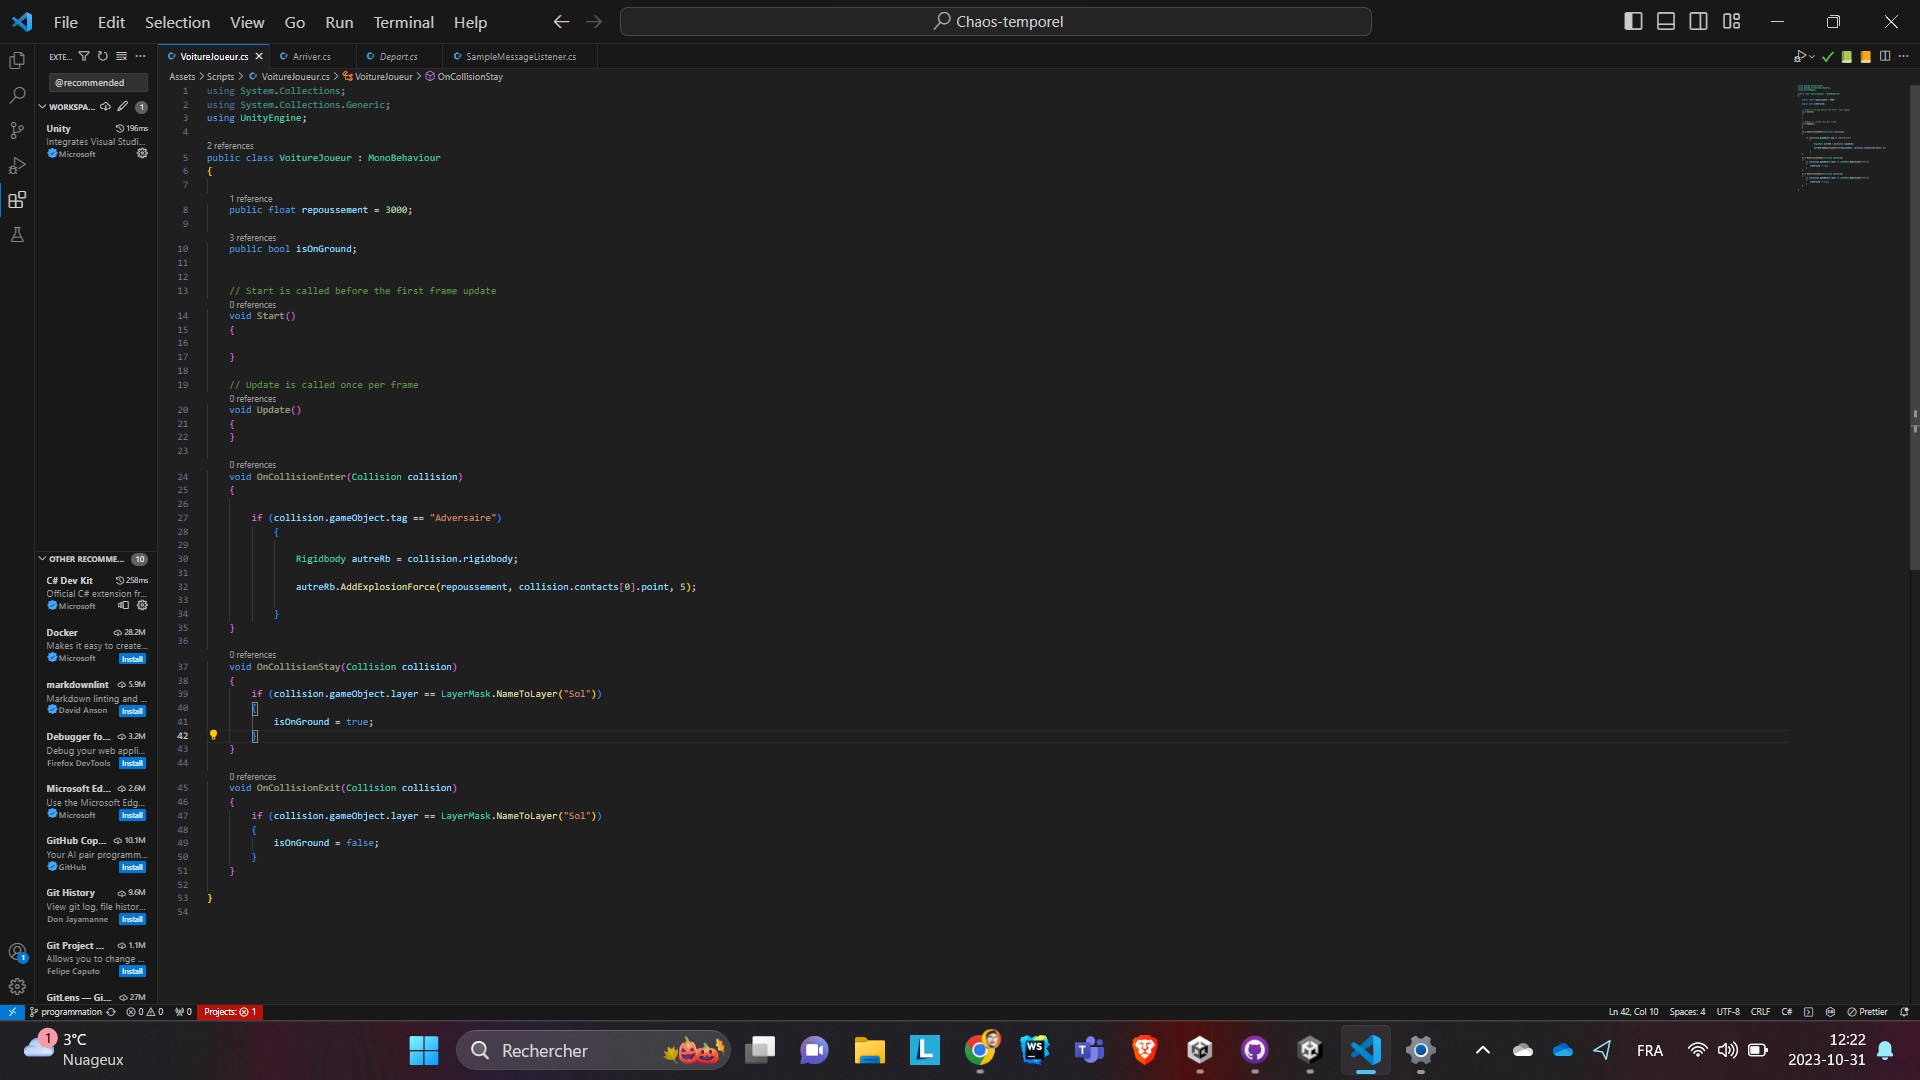 File Edit Selection View Go Run Terminal Help
Chaos-temporel
EXTE...
VoitureJoueur.cs
Arriver.cs
Depart.cs
SampleMessageListener.cs
Assets > Scripts > VoitureJoueur.cs > VoitureJoueur > OnCollisionStay
@recommended
WORKSPA... 1
Unity 196ms
Integrates Visual Studi...
Microsoft
OTHER RECOMME... 10
C# Dev Kit 258ms
Official C# extension fr...
Microsoft
Docker 28.2M
Makes it easy to create...
Microsoft Install
markdownlint 5.9M
Markdown linting and ...
David Anson Install
Debugger fo... 3.2M
Debug your web appli...
Firefox DevTools Install
Microsoft Ed... 2.6M
Use the Microsoft Edg...
Microsoft Install
GitHub Cop... 10.1M
Your AI pair programm...
GitHub Install
Git History 9.6M
View git log, file histor...
Don Jayamanne Install
Git Project ... 1.1M
Allows you to change ...
Felipe Caputo Install
GitLens — Gi... 27M
1 using System.Collections;
2 using System.Collections.Generic;
3 using UnityEngine;
4
2 references
5 public class VoitureJoueur : MonoBehaviour
6 {
7
1 reference
8 public float repoussement = 3000;
9
3 references
10 public bool isOnGround;
11
12
13 // Start is called before the first frame update
0 references
14 void Start()
15 {
16
17 }
18
19 // Update is called once per frame
0 references
20 void Update()
21 {
22 }
23
0 references
24 void OnCollisionEnter(Collision collision)
25 {
26
27 if (collision.gameObject.tag == "Adversaire")
28 {
29
30 Rigidbody autreRb = collision.rigidbody;
31
32 autreRb.AddExplosionForce(repoussement, collision.contacts[0].point, 5);
33
34 }
35 }
36
0 references
37 void OnCollisionStay(Collision collision)
38 {
39 if (collision.gameObject.layer == LayerMask.NameToLayer("Sol"))
40 {
41 isOnGround = true;
42 }
43 }
44
0 references
45 void OnCollisionExit(Collision collision)
46 {
47 if (collision.gameObject.layer == LayerMask.NameToLayer("Sol"))
48 {
49 isOnGround = false;
50 }
51 }
52
53 }
54
1
programmation 0 0 0 Projects: 1
Ln 42, Col 10 Spaces: 4 UTF-8 CRLF C# Prettier
1 3°C
Nuageux
Rechercher
L
WS
FRA
12:22
2023-10-31